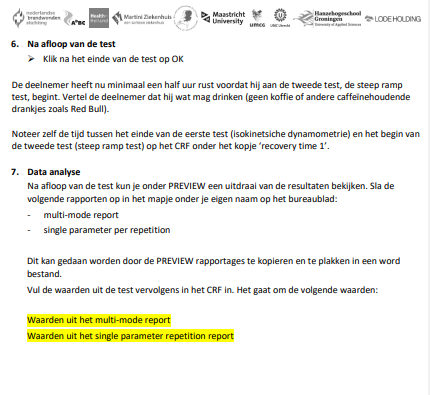 nederlandse
brandwonden
stichting
A*BC
Health
Martini Ziekenhuis
Maastricht
University
umcg
UMC Utrecht
Hanzehogeschool
Groningen
University of Applied Sciences
LODE HOLDING
6. Na afloop van de test
➢ Klik na het einde van de test op OK
De deelnemer heeft nu minimaal een half uur rust voordat hij aan de tweede test, de steep ramp
test, begint. Vertel de deelnemer dat hij wat mag drinken (geen koffie of andere caffeïnehoudende
drankjes zoals Red Bull).
Noteer zelf de tijd tussen het einde van de eerste test (isokinetsiche dynamometrie) en het begin van
de tweede test (steep ramp test) op het CRF onder het kopje ‘recovery time 1’.
7. Data analyse
Na afloop van de test kun je onder PREVIEW een uitdraai van de resultaten bekijken. Sla de
volgende rapporten op in het mapje onder je eigen naam op het bureaublad:
- multi-mode report
- single parameter per repetition
Dit kan gedaan worden door de PREVIEW rapportages te kopieren en te plakken in een word
bestand.
Vul de waarden uit de test vervolgens in het CRF in. Het gaat om de volgende waarden:
Waarden uit het multi-mode report
Waarden uit het single parameter repetition report